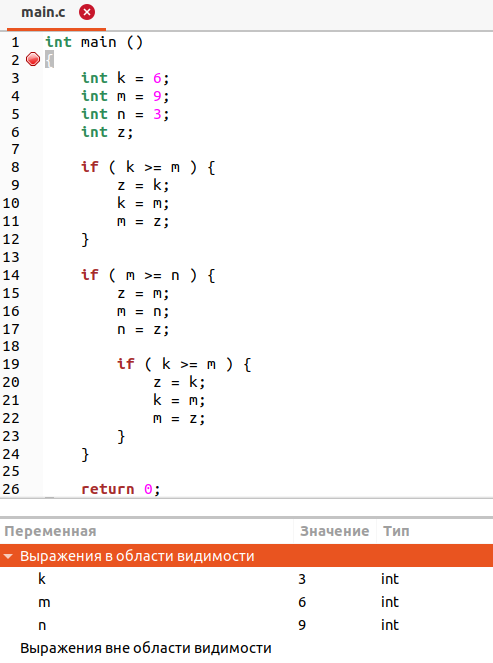 main.c
1 int main ()
2 {
3     int k = 6;
4     int m = 9;
5     int n = 3;
6     int z;
7
8     if ( k >= m ) {
9         z = k;
10         k = m;
11         m = z;
12     }
13
14     if ( m >= n ) {
15         z = m;
16         m = n;
17         n = z;
18
19         if ( k >= m ) {
20             z = k;
21             k = m;
22             m = z;
23         }
24     }
25
26     return 0;
Переменная Значение Тип
Выражения в области видимости
k 3 int
m 6 int
n 9 int
Выражения вне области видимости